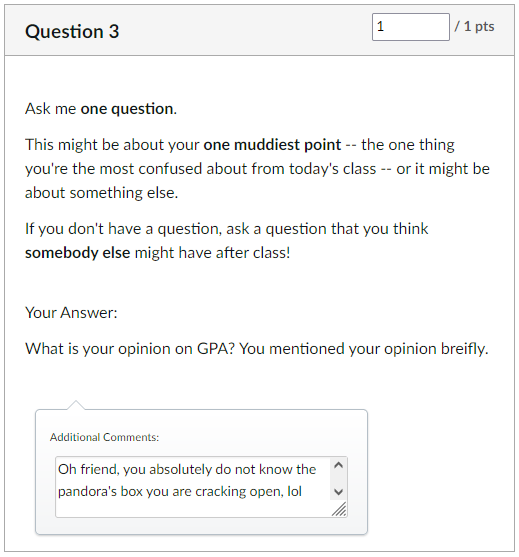 Question 3
1 / 1 pts
Ask me one question.
This might be about your one muddiest point -- the one thing
you're the most confused about from today's class -- or it might be
about something else.
If you don't have a question, ask a question that you think
somebody else might have after class!
Your Answer:
What is your opinion on GPA? You mentioned your opinion breifly.
Additional Comments:
Oh friend, you absolutely do not know the
pandora's box you are cracking open, lol